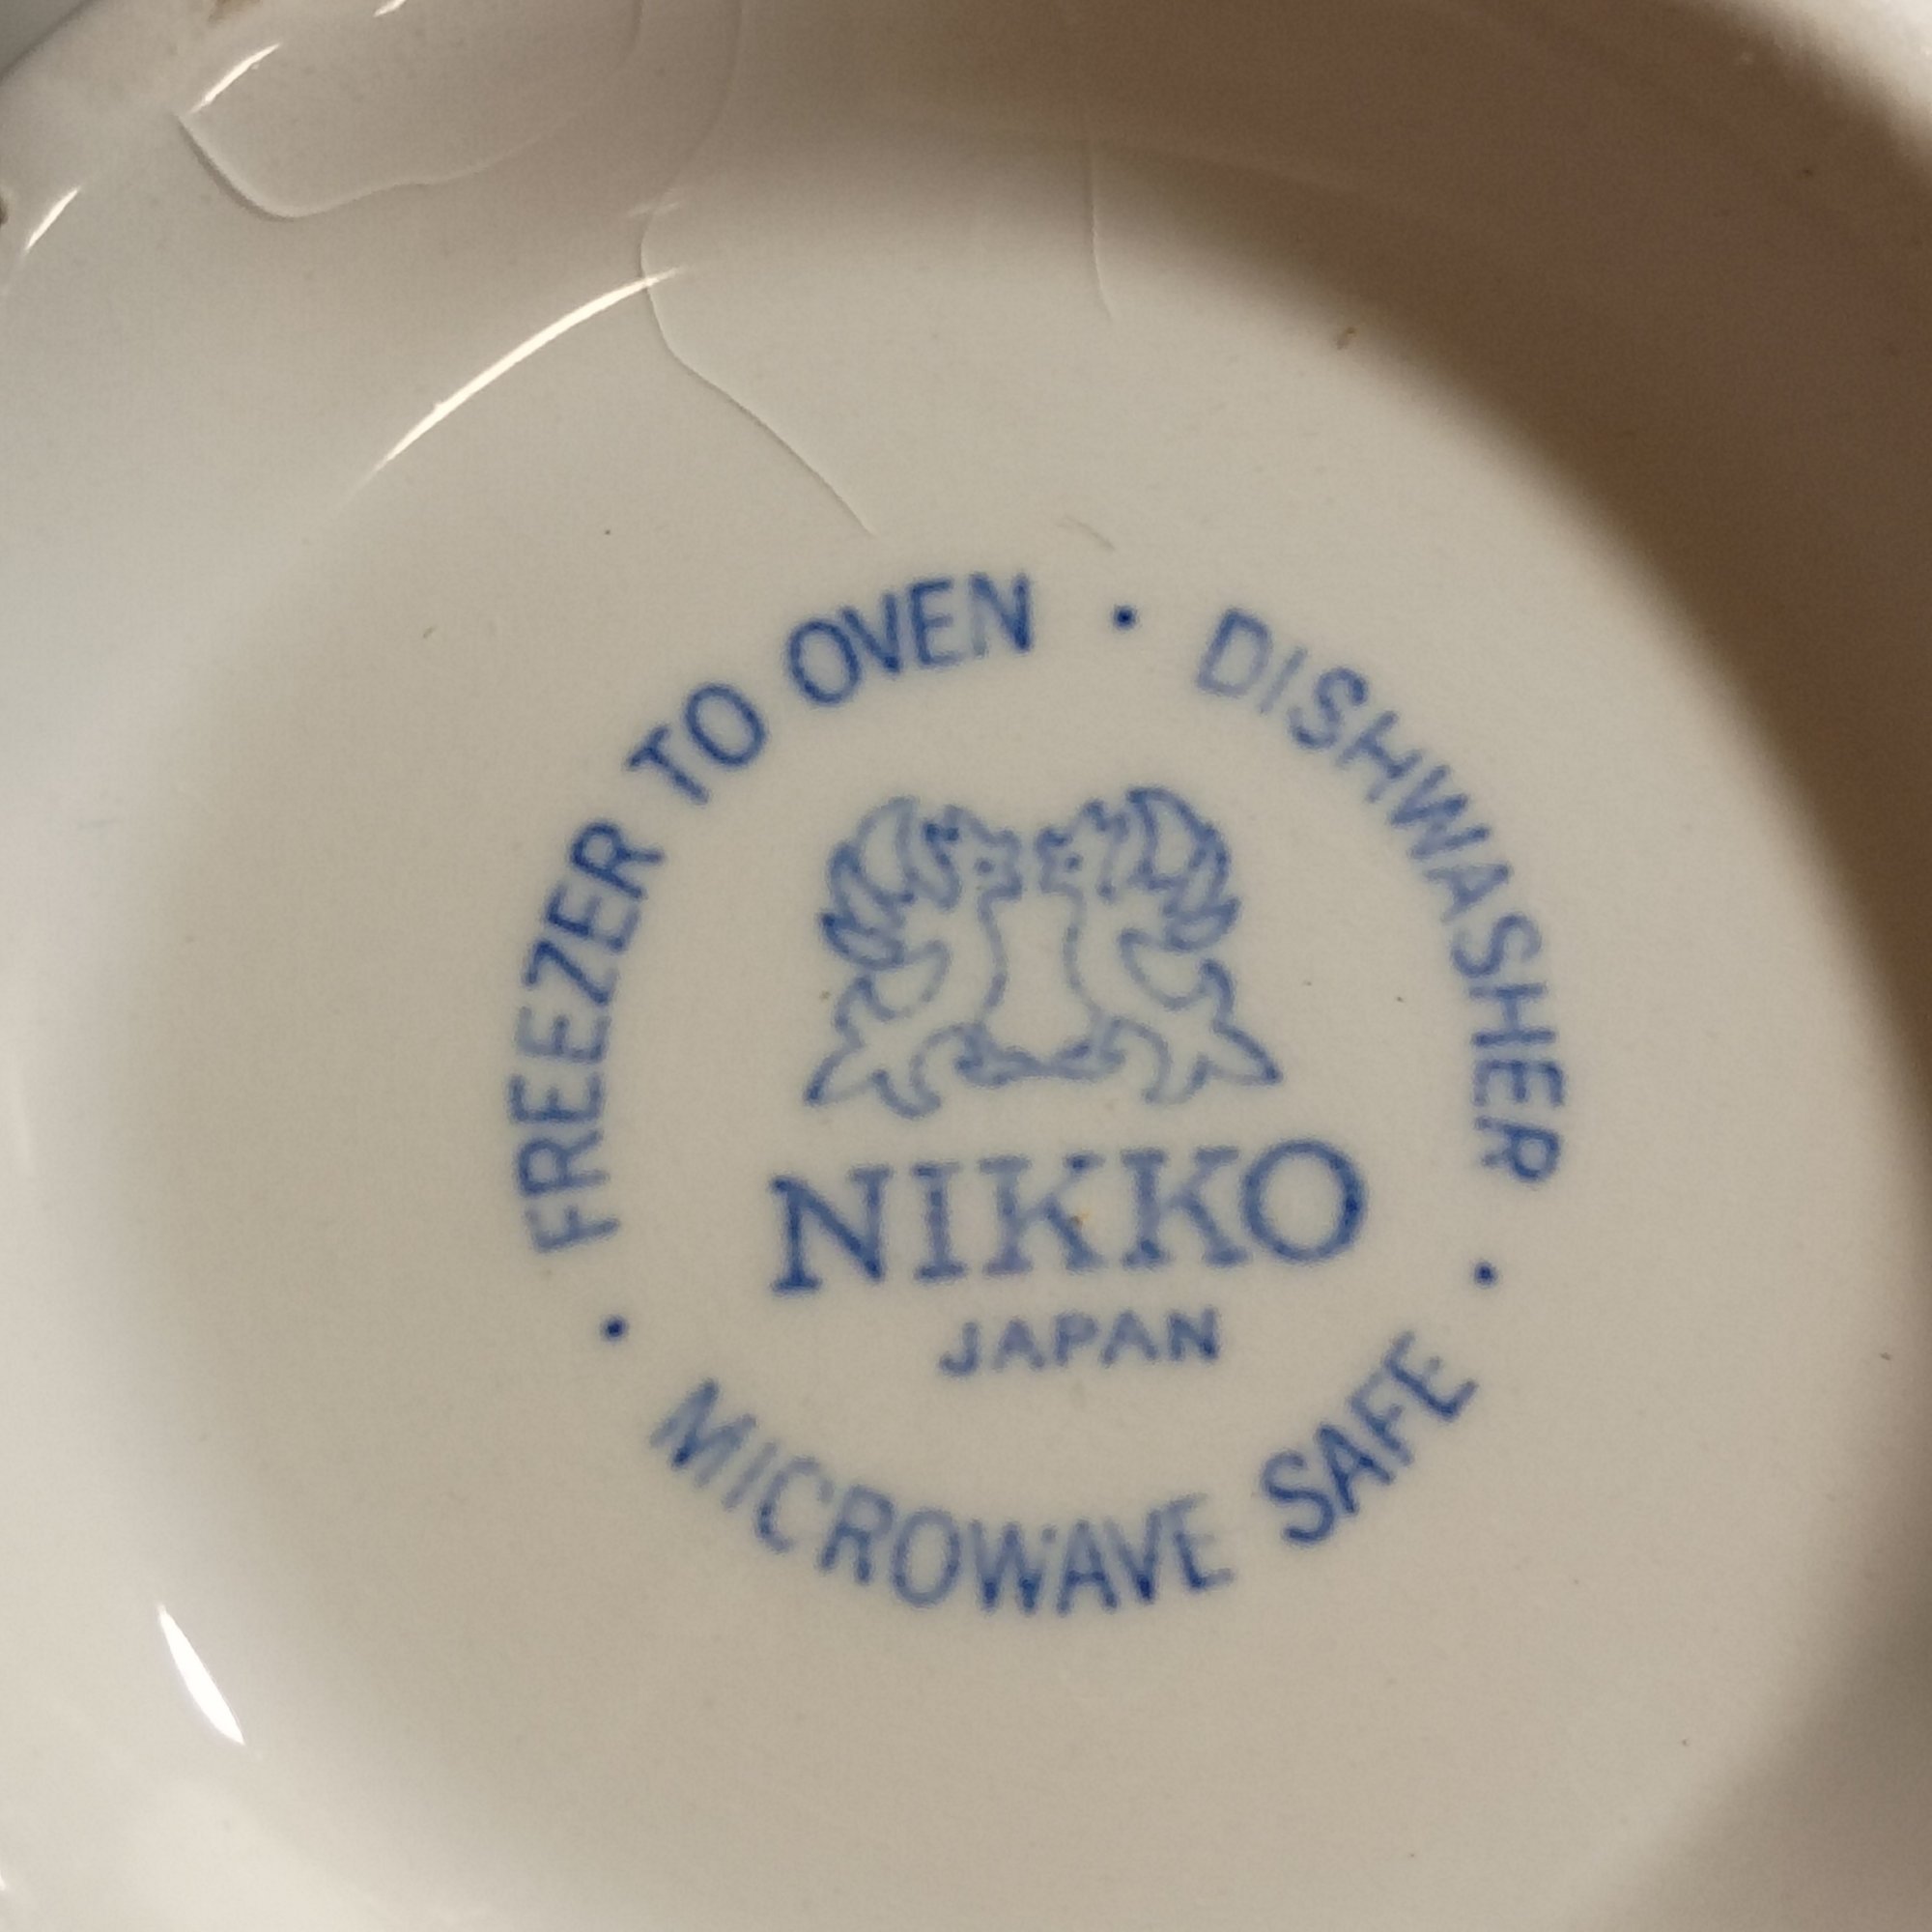 FREEZER TO OVEN · DISHWASHER · MICROWAVE SAFE ·
NIKKO
JAPAN